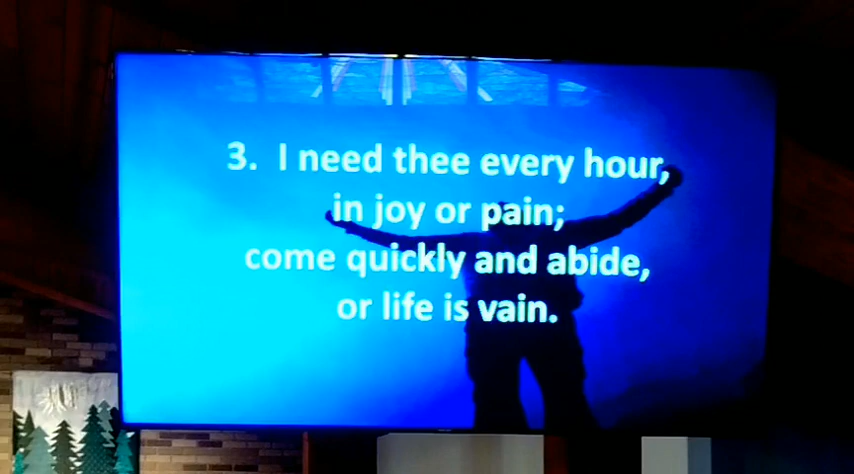 3. I need thee every hour,
in joy or pain;
come quickly and abide,
or life is vain.